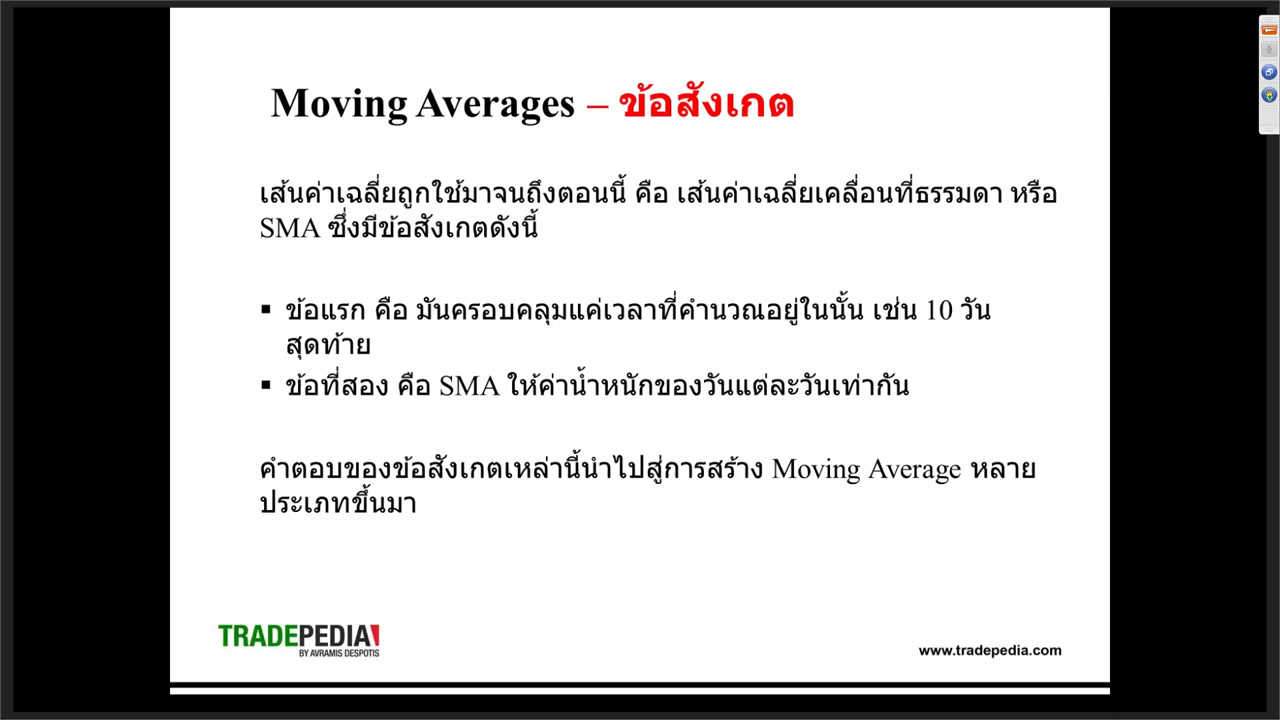 Moving Averages – ข้อสังเกต
เส้นค่าเฉลี่ยถูกใช้มาจนถึงตอนนี้ คือ เส้นค่าเฉลี่ยเคลื่อนที่ธรรมดา หรือ
SMA ซึ่งมีข้อสังเกตดังนี้
▪ ข้อแรก คือ มันครอบคลุมแค่เวลาที่คำนวณอยู่ในนั้น เช่น 10 วัน
สุดท้าย
▪ ข้อที่สอง คือ SMA ให้ค่าน้ำหนักของวันแต่ละวันเท่ากัน
คำตอบของข้อสังเกตเหล่านี้นำไปสู่การสร้าง Moving Average หลาย
ประเภทขึ้นมา
TRADEPEDIA
BY AVRAMIS DESPOTIS
www.tradepedia.com